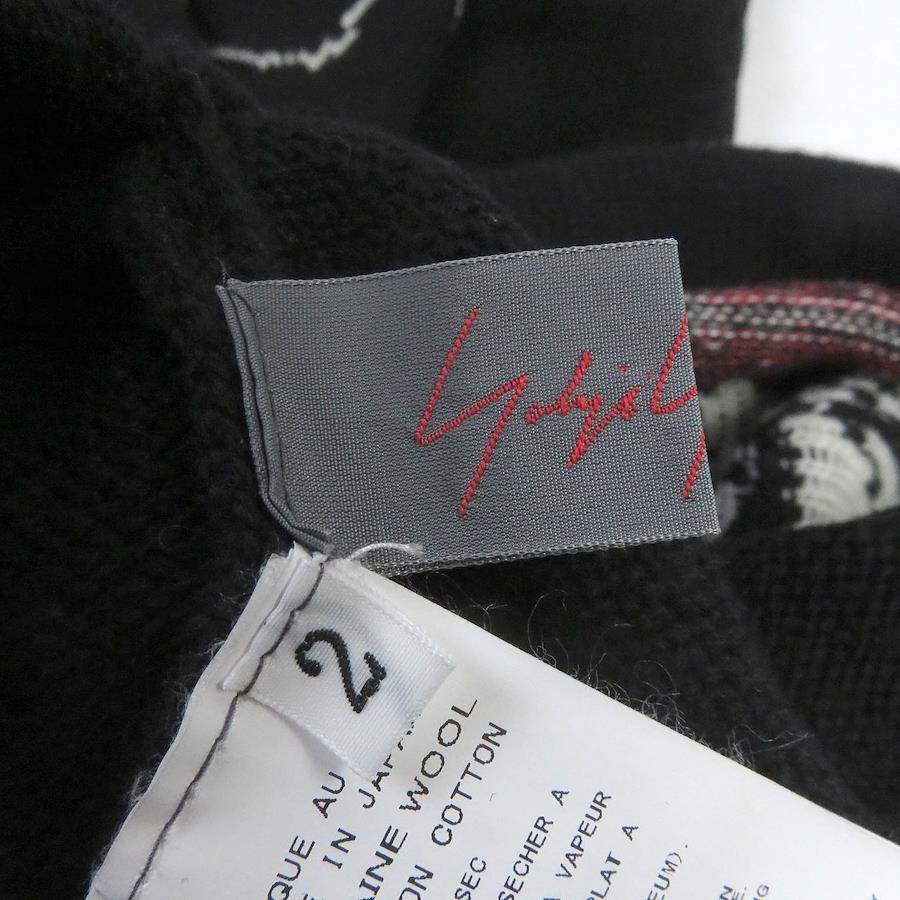 Yohji Y
2
QUE AU
IN JAPA
AINE WOOL
ON COTTON
SEC
SECHER A
VAPEUR
PLAT A
EUM).